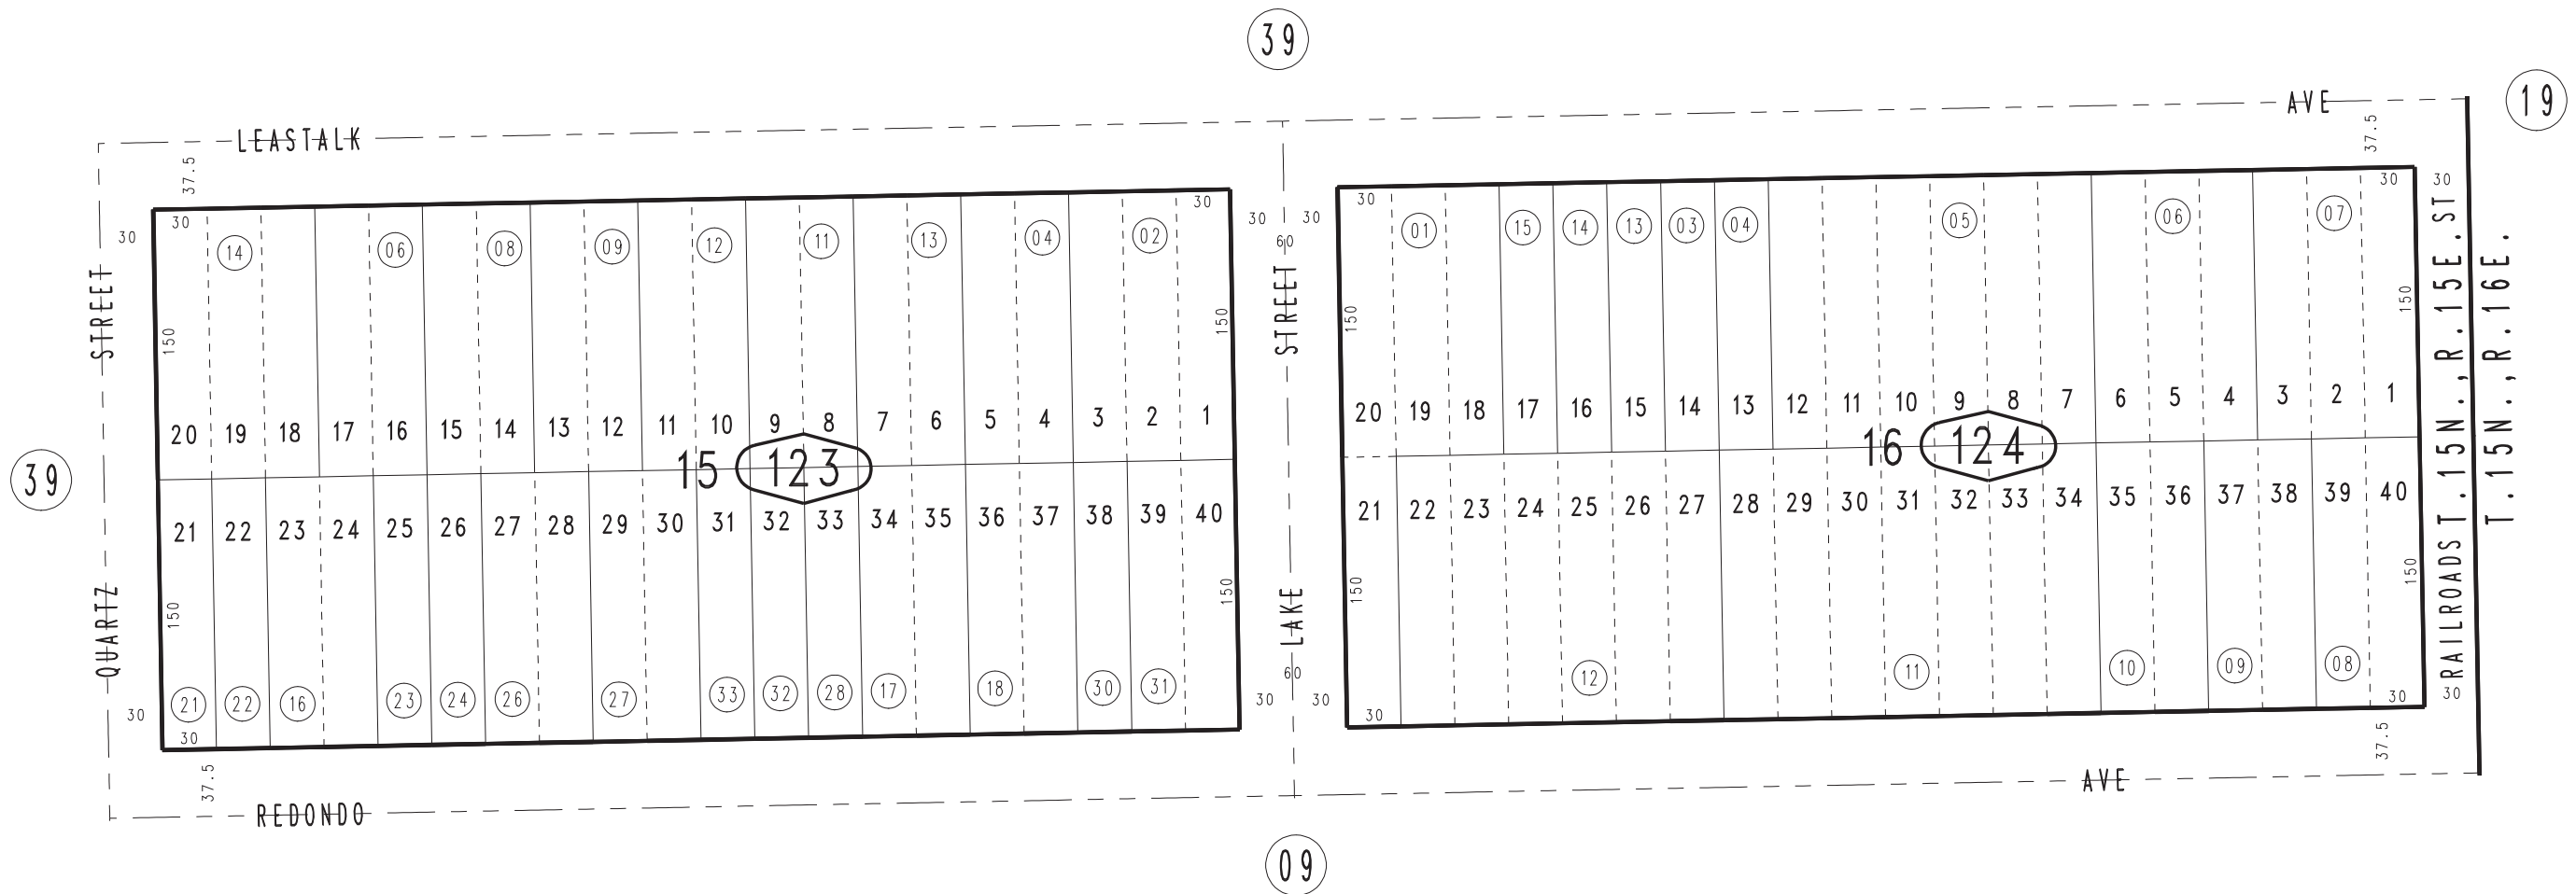 39
19
LEASTALK AVE
37.5 37.5
30 30 30 30 30 30 30 30
14 06 08 09 12 11 13 04 02
01 15 14 13 03 04 05 06 07
60
STREET STREET
150 150 150 150
20 19 18 17 16 15 14 13 12 11 10 9 8 7 6 5 4 3 2 1
20 19 18 17 16 15 14 13 12 11 10 9 8 7 6 5 4 3 2 1
15 123
16 124
39
21 22 23 24 25 26 27 28 29 30 31 32 33 34 35 36 37 38 39 40
21 22 23 24 25 26 27 28 29 30 31 32 33 34 35 36 37 38 39 40
150 150 150 150
QUARTZ LAKE
RAILROADS ST
T.15N.,R.15E.
T.15N.,R.16E.
21 22 16 23 24 26 27 33 32 28 17 18 30 31
12 11 10 09 08
60
30 30 30 30 30 30 30
37.5 37.5
REDONDO AVE
09